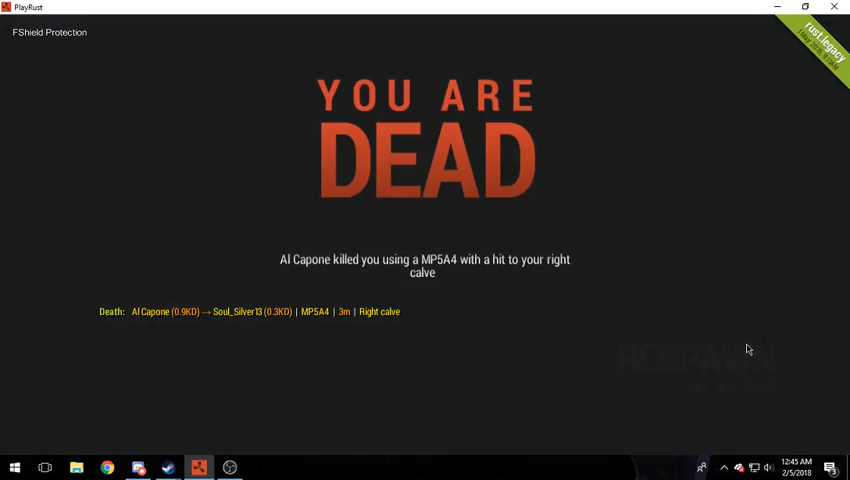 PlayRust
FShield Protection
rust.legacy
YOU ARE
DEAD
Al Capone killed you using a MP5A4 with a hit to your right
calve
Death: Al Capone (0.9KD) → Soul_Silver13 (0.3KD) | MP5A4 | 3m | Right calve
RESPAWN
12:45 AM
2/5/2018
3